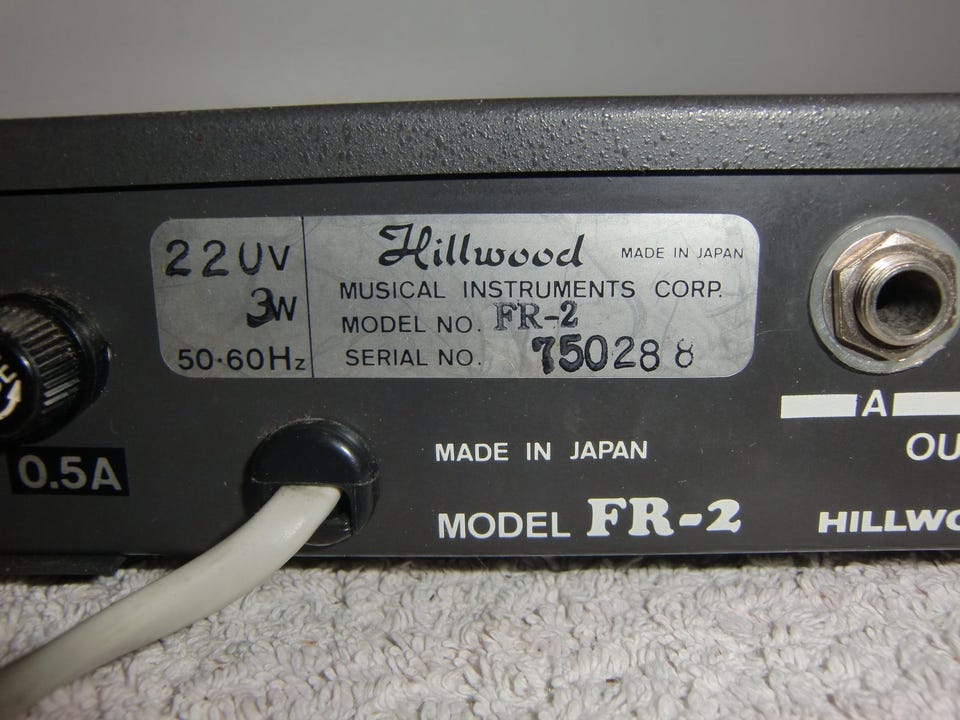 220V
3W
50·60Hz
Hillwood MADE IN JAPAN
MUSICAL INSTRUMENTS CORP.
MODEL NO. FR-2
SERIAL NO. 750288
0.5A
MADE IN JAPAN
MODEL FR-2
A
OU
HILLWO